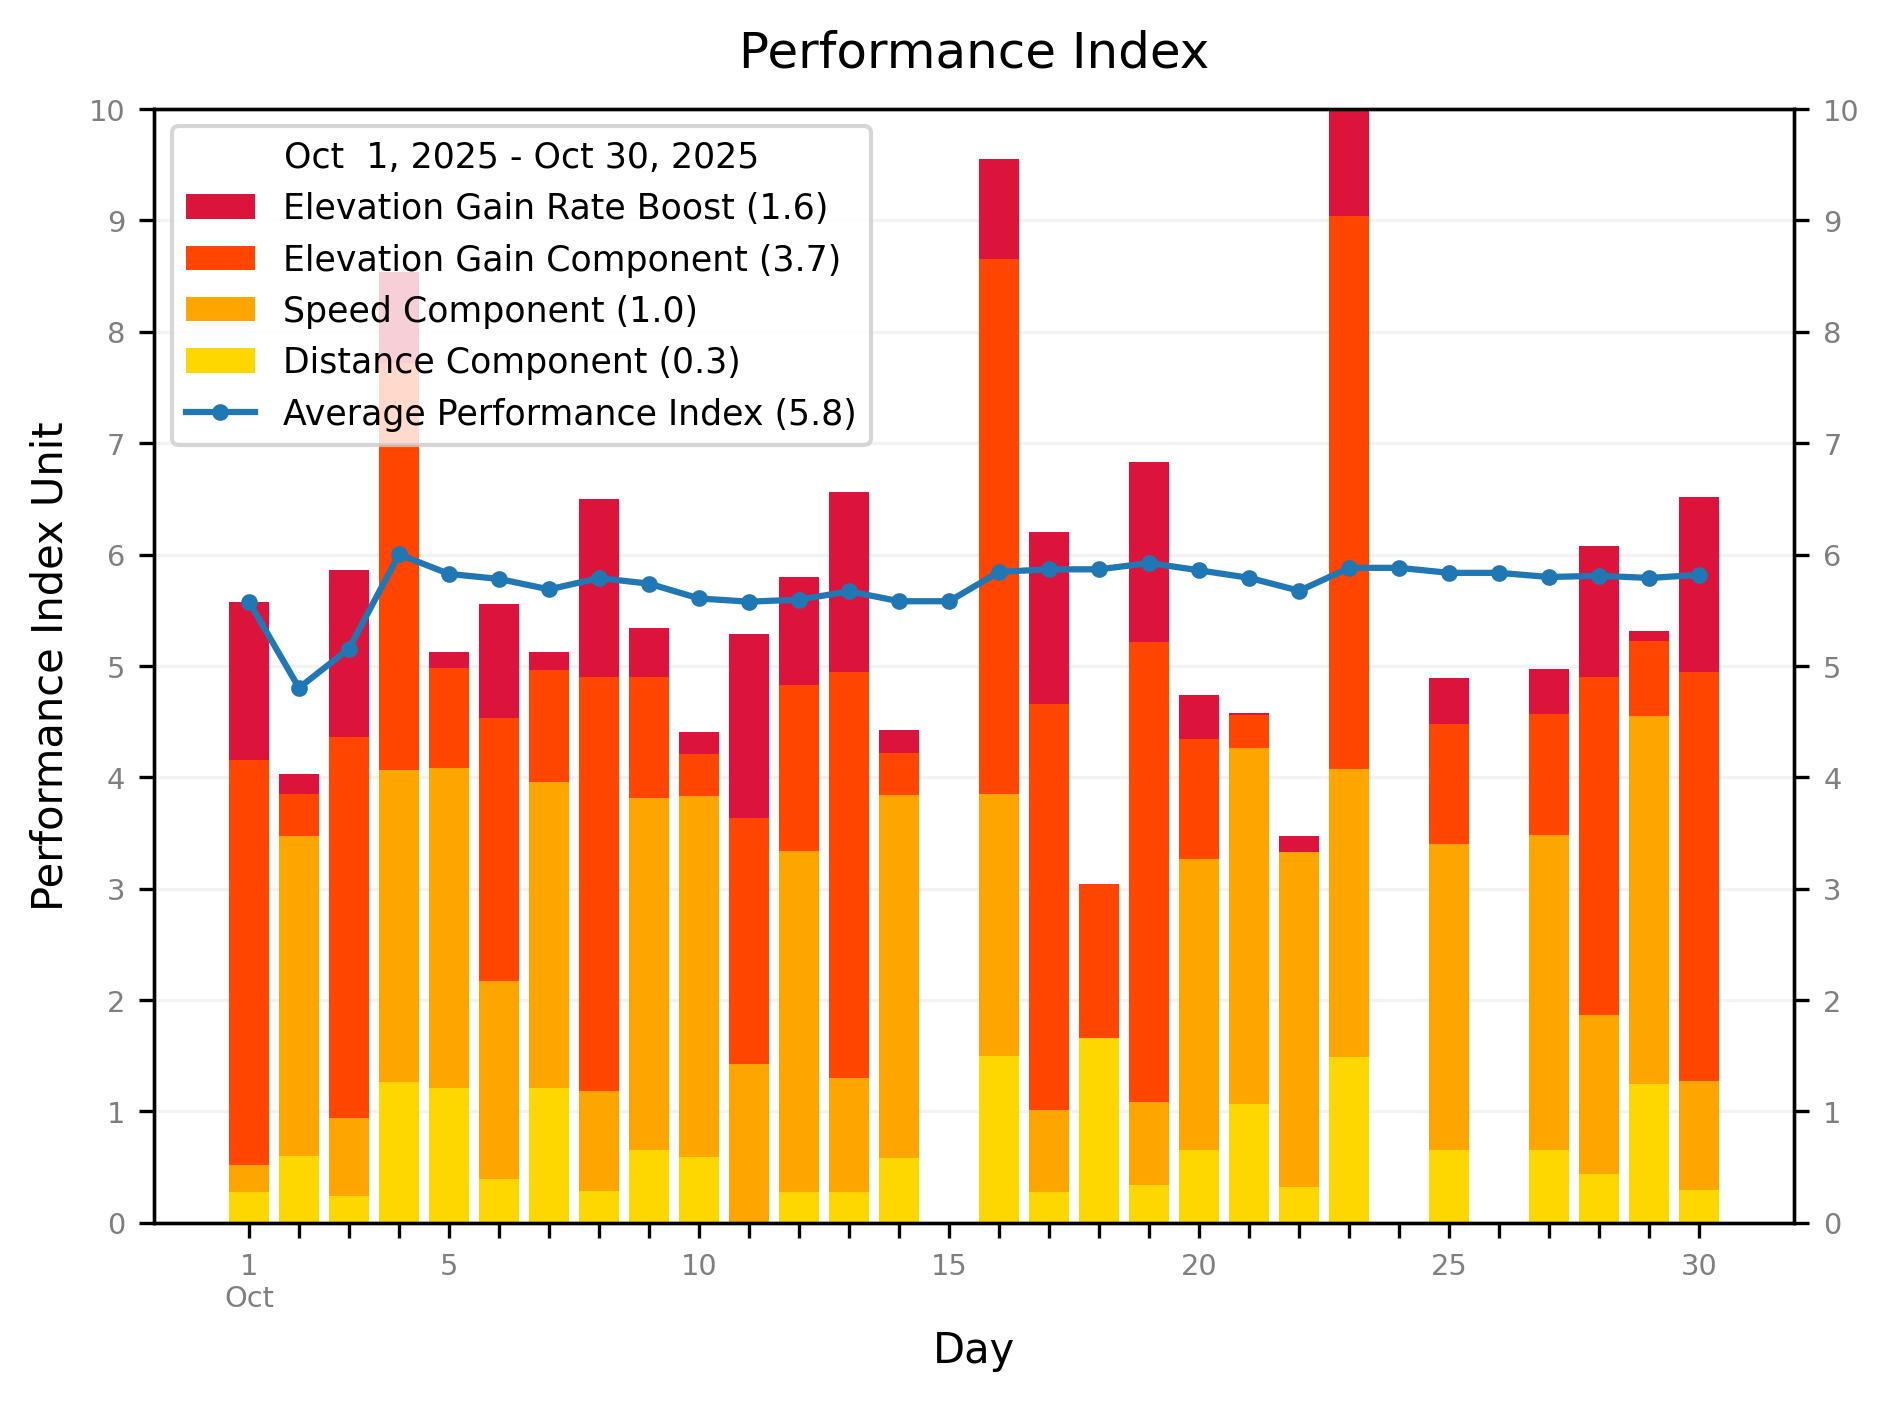 Performance Index
Oct  1, 2025 - Oct 30, 2025
Elevation Gain Rate Boost (1.6)
Elevation Gain Component (3.7)
Speed Component (1.0)
Distance Component (0.3)
Average Performance Index (5.8)
Performance Index Unit
10
9
8
7
6
5
4
3
2
1
0
10
9
8
7
6
5
4
3
2
1
0
1 5 10 15 20 25 30
Oct
Day